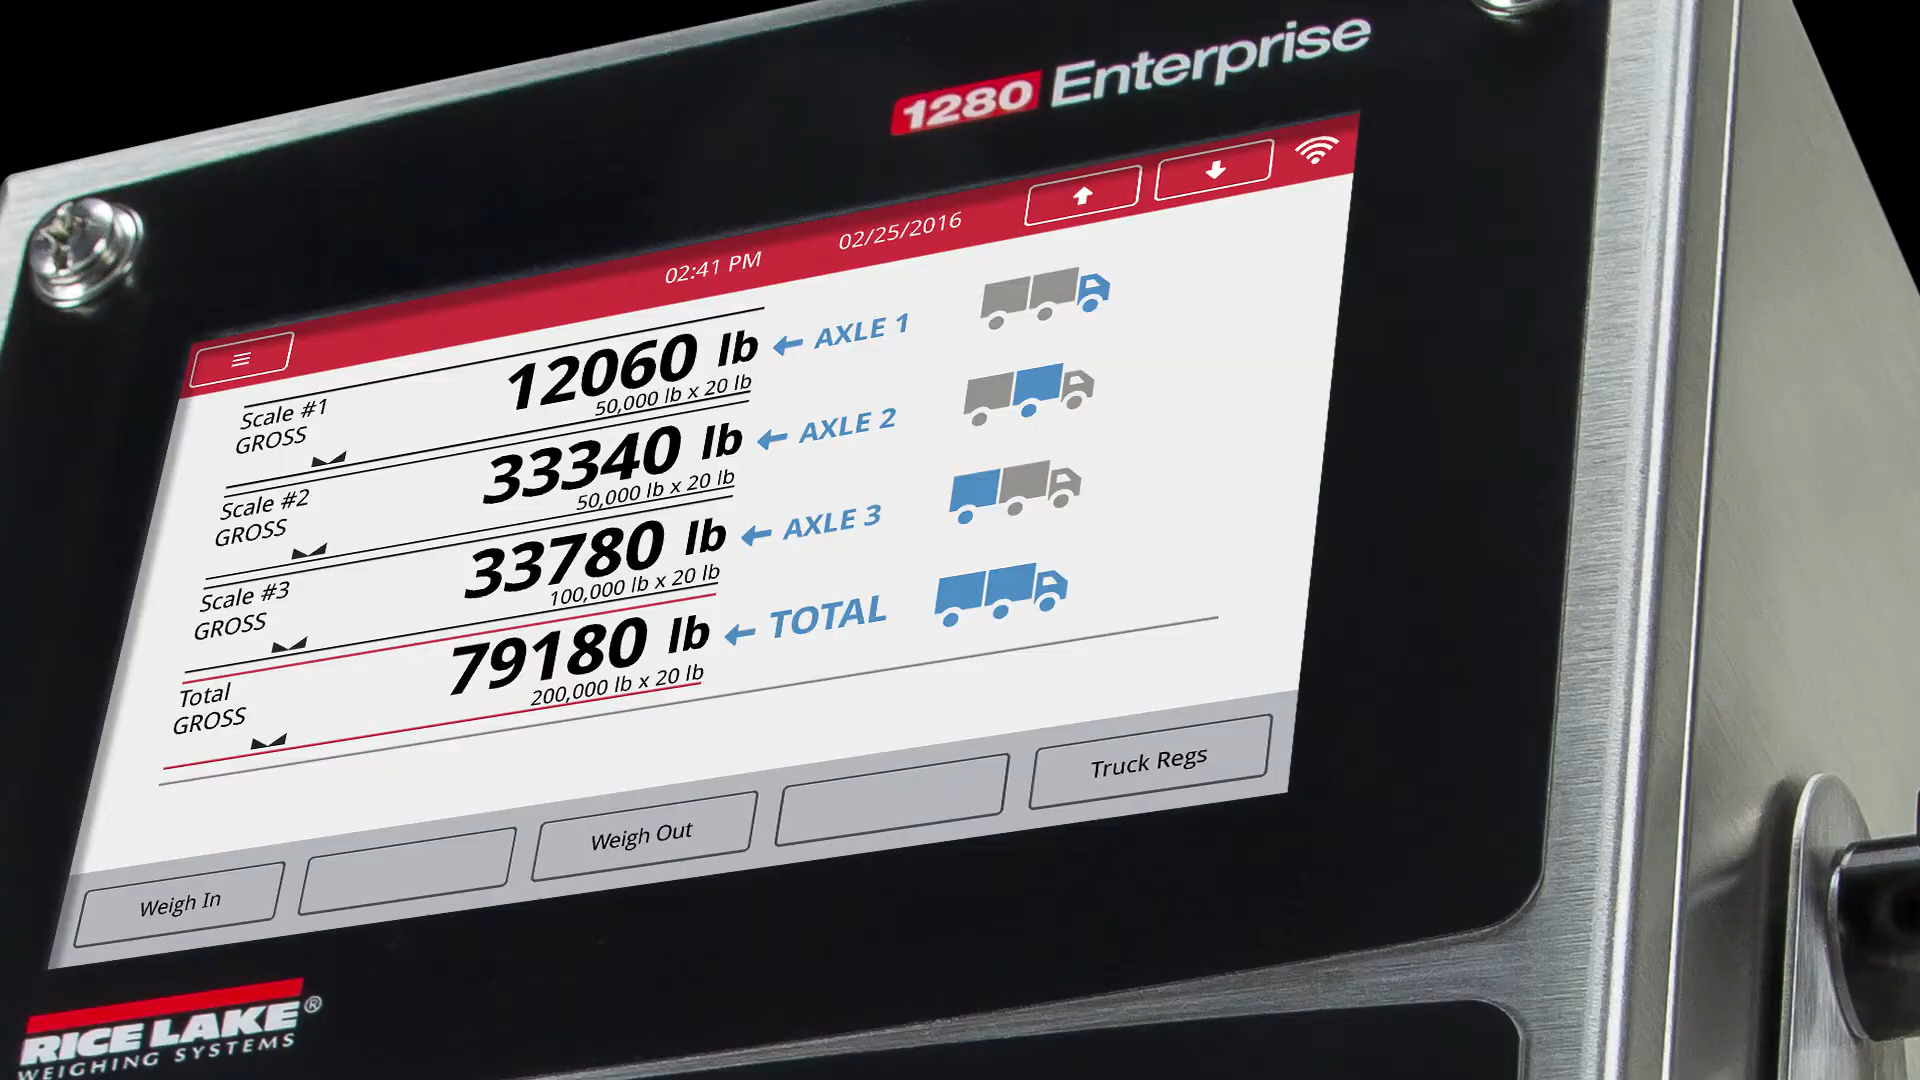 1280 Enterprise
02:41 PM 02/25/2016
Scale #1
GROSS
12060 lb
50,000 lb x 20 lb
AXLE 1
Scale #2
GROSS
33340 lb
50,000 lb x 20 lb
AXLE 2
Scale #3
GROSS
33780 lb
100,000 lb x 20 lb
AXLE 3
Total
GROSS
79180 lb
200,000 lb x 20 lb
TOTAL
Weigh In
Weigh Out
Truck Regs
RICE LAKE®
WEIGHING SYSTEMS